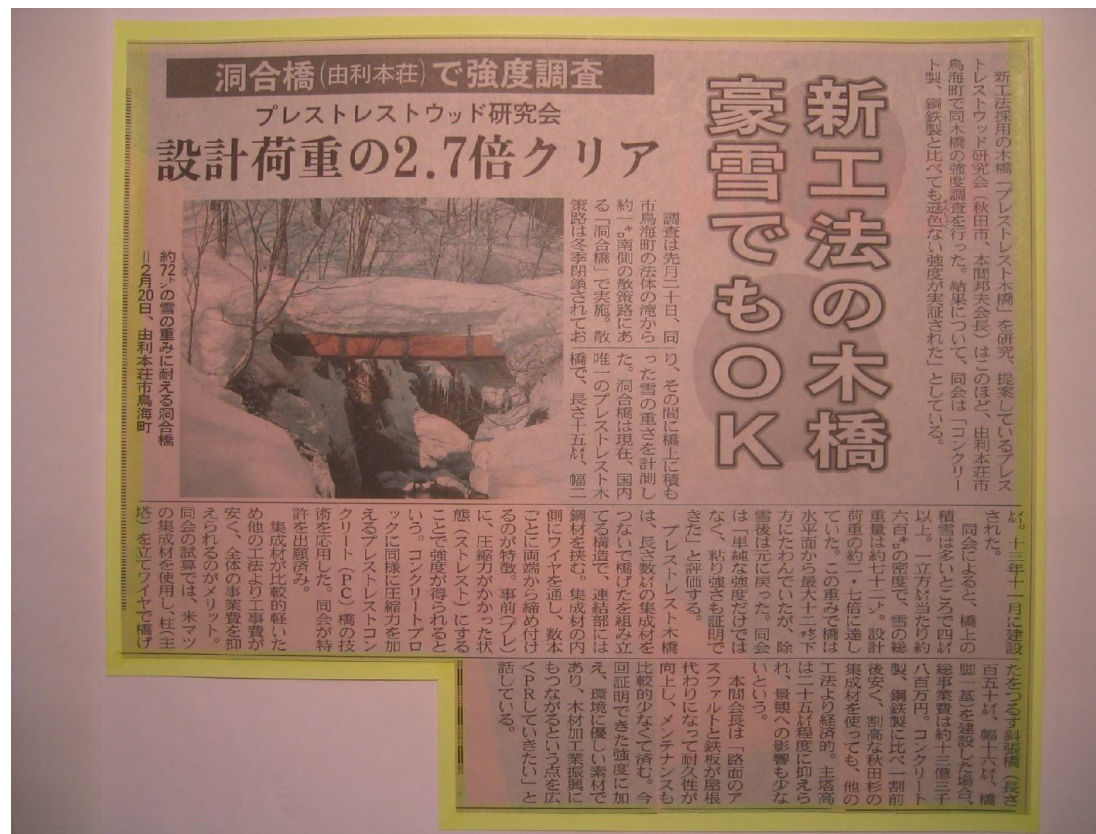 新工法の木橋
豪雪でもOK
洞合橋(由利本荘)で強度調査
プレストレストウッド研究会
設計荷重の2.7倍クリア
新工法採用の木橋「プレストレスト木橋」を研究、提案しているプレス
トレストウッド研究会(秋田市、本間邦夫会長)はこのほど、由利本荘市
鳥海町で同木橋の強度調査を行った。結果について、同会は「コンクリー
ト製、鋼鉄製と比べても遜色ない強度が実証された」としている。
調査は先月二十日、同
市鳥海町の法体の滝から
約一㌔南側の散策路にあ
る「洞合橋」で実施。散
策路は冬季閉鎖されてお
り、その間に橋上に積も
った雪の重さを計測し
た。洞合橋は現在、国内
唯一のプレストレスト木
橋で、長さ十五㍍、幅二
㍍。十三年十一月に建設
された。
同会によると、橋上の
積雪は多いところで四㍍
以上。一立方㍍当たり約
六百㌔の密度で、雪の総
重量は約七十二㌧。設計
荷重の約二・七倍に達し
ていた。この重みで橋は
水平面から最大十二㍉下
方にたわんでいたが、除
雪後は元に戻った。同会
は「単純な強度だけでは
なく、粘り強さも証明で
きた」と評価する。
プレストレスト木橋
は、長さ数㍍の集成材を
つないで橋げたを組み立
てる構造で、連結部には
鋼材を挟む。集成材の内
側にワイヤを通し、数本
ごとに両端から締め付け
るのが特徴。事前(プレ)
に、圧縮力がかかった状
態(ストレスト)にする
ことで強度が得られると
いう。コンクリートブロ
ックに同様に圧縮力を加
えるプレストレストコン
クリート(PC)橋の技
術を応用した。同会が特
許を出願済み。
集成材が比較的軽いた
め他の工法より工事費が
安く、全体の事業費を抑
えられるのがメリット。
同会の試算では、米マツ
の集成材を使用し、柱(主
塔)を立てワイヤで橋げ
たをつるす斜張橋(長さ
百五十㍍、幅十六㍍、橋
脚一基)を建設した場合、
総事業費は約十三億三千
八百万円。コンクリート
製、鋼鉄製に比べ一割前
後安く、割高な秋田杉の
集成材を使っても、他の
工法より経済的。主塔高
は二十五㍍程度に抑えら
れ、景観への影響も少な
いという。
本間会長は「路面のア
スファルトと鉄板が屋根
代わりになって耐久性が
向上し、メンテナンスも
比較的少なくて済む。今
回証明できた強度に加
え、環境に優しい素材で
あり、木材加工業振興に
もつながるという点を広
くPRしていきたい」と
話している。
約72㌧の雪の重みに耐える洞合橋
=2月20日、由利本荘市鳥海町